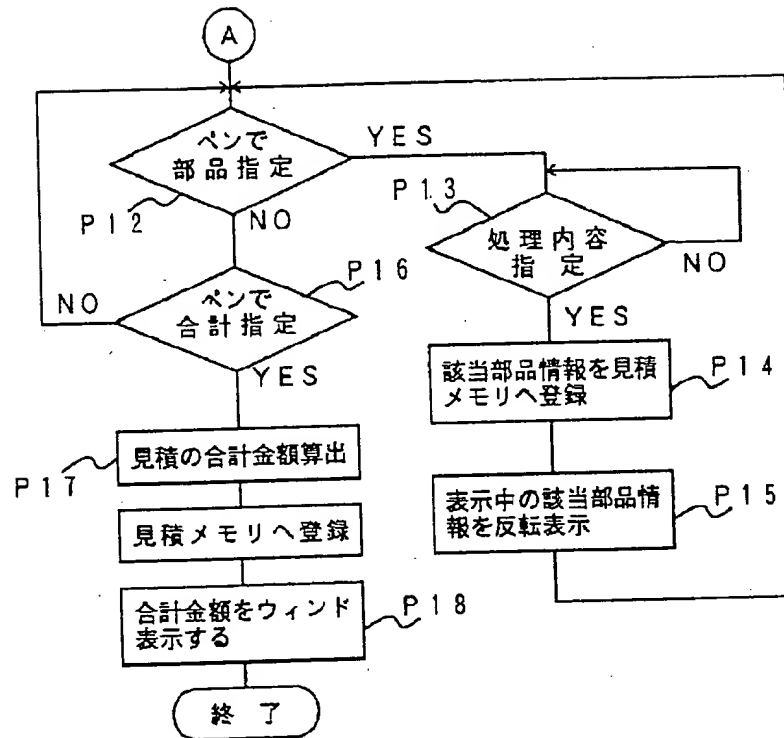 A
ペンで
部品指定
YES
P12
NO
P13
処理内容
指定
NO
YES
ペンで
合計指定
P16
NO
YES
該当部品情報を見積
メモリへ登録
P14
見積の合計金額算出
P17
表示中の該当部品情
報を反転表示
P15
見積メモリへ登録
合計金額をウィンド
表示する
P18
終了